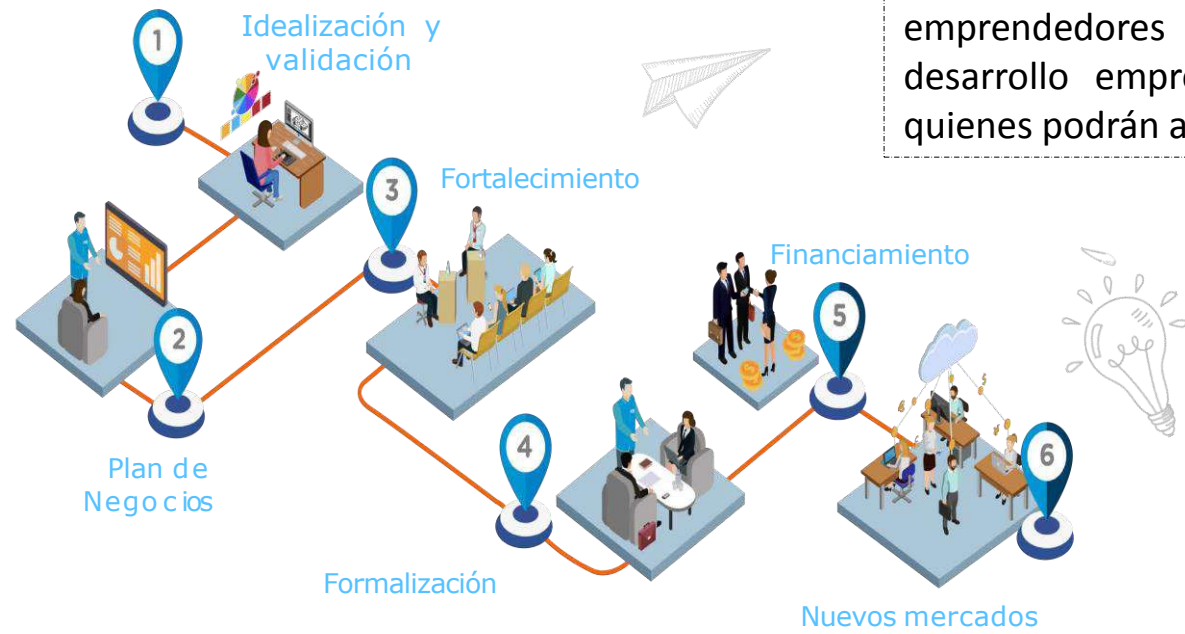 1
Idealización y
validación
emprendedores
desarrollo
quienes podrán
3
Fortalecimiento
2
Financiamiento
5
Plan de
Negocios
4
6
Formalización
Nuevos mercados